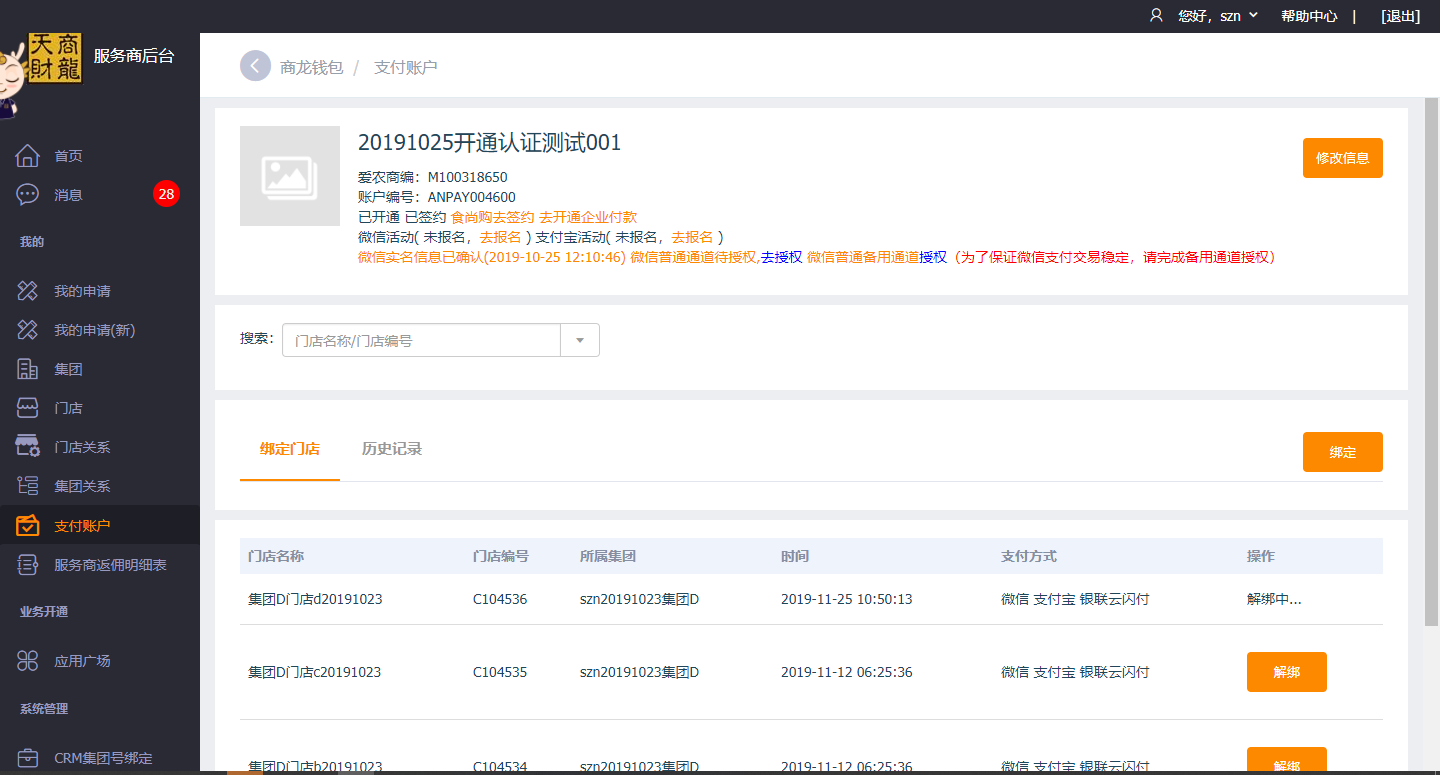 您好，szn 帮助中心 | [退出]
天商
财龍
服务商后台
商龙钱包 / 支付账户
首页
消息 28
我的
我的申请
我的申请(新)
集团
门店
门店关系
集团关系
支付账户
服务商返佣明细表
业务开通
应用广场
系统管理
CRM集团号绑定
20191025开通认证测试001
修改信息
爱农商编：M100318650
账户编号：ANPAY004600
已开通 已签约 食尚购去签约 去开通企业付款
微信活动( 未报名，去报名 ) 支付宝活动( 未报名，去报名 )
微信实名信息已确认(2019-10-25 12:10:46) 微信普通通道待授权,去授权 微信普通备用通道授权（为了保证微信支付交易稳定，请完成备用通道授权）
搜索： 门店名称/门店编号
绑定门店 历史记录 绑定
门店名称 门店编号 所属集团 时间 支付方式 操作
集团D门店d20191023 C104536 szn20191023集团D 2019-11-25 10:50:13 微信 支付宝 银联云闪付 解绑中...
集团D门店c20191023 C104535 szn20191023集团D 2019-11-12 06:25:36 微信 支付宝 银联云闪付 解绑
集团D门店b20191023 C104534 szn20191023集团D 2019-11-12 06:25:36 微信 支付宝 银联云闪付 解绑